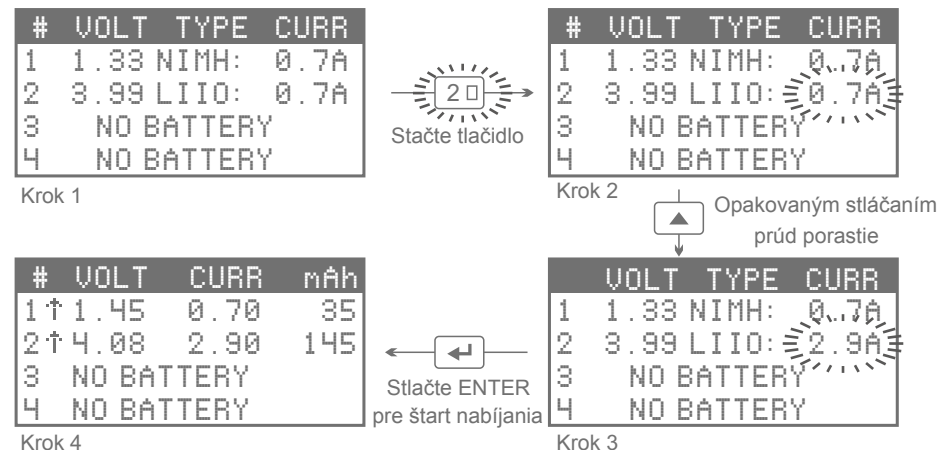 # VOLT TYPE CURR
1 1.33 NIMH: 0.7A
2 3.99 LIIO: 0.7A
3 NO BATTERY
4 NO BATTERY
Krok 1
2
Stačte tlačidlo
# VOLT TYPE CURR
1 1.33 NIMH: 0.7A
2 3.99 LIIO: 0.7A
3 NO BATTERY
4 NO BATTERY
Krok 2
Opakovaným stláčaním
prúd porastie
VOLT TYPE CURR
1 1.33 NIMH: 0.7A
2 3.99 LIIO: 2.9A
3 NO BATTERY
4 NO BATTERY
Krok 3
Stlačte ENTER
pre štart nabíjania
# VOLT CURR mAh
1↑1.45 0.70 35
2↑4.08 2.90 145
3 NO BATTERY
4 NO BATTERY
Krok 4